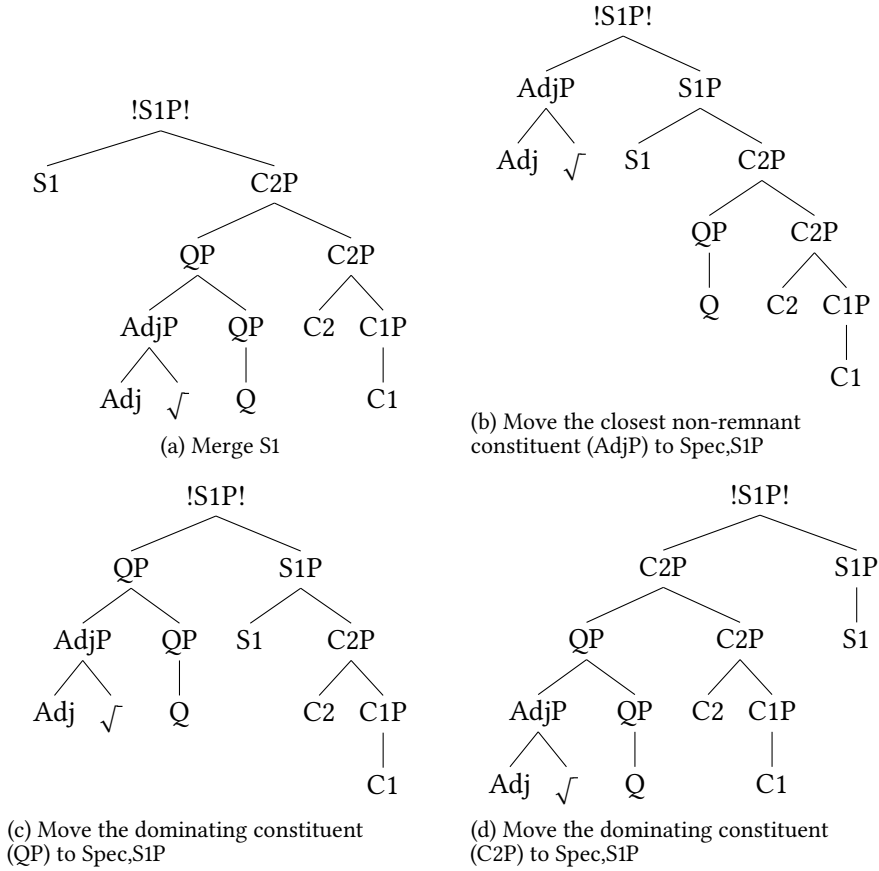 !S1P!
S1 C2P
QP C2P
AdjP QP C2 C1P
Adj √ Q C1
(a) Merge S1
!S1P!
AdjP S1P
Adj √ S1 C2P
QP C2P
Q C2 C1P
C1
(b) Move the closest non-remnant
constituent (AdjP) to Spec,S1P
!S1P!
QP S1P
AdjP QP S1 C2P
Adj √ Q C2 C1P
C1
(c) Move the dominating constituent
(QP) to Spec,S1P
!S1P!
C2P S1P
QP C2P S1
AdjP QP C2 C1P
Adj √ Q C1
(d) Move the dominating constituent
(C2P) to Spec,S1P